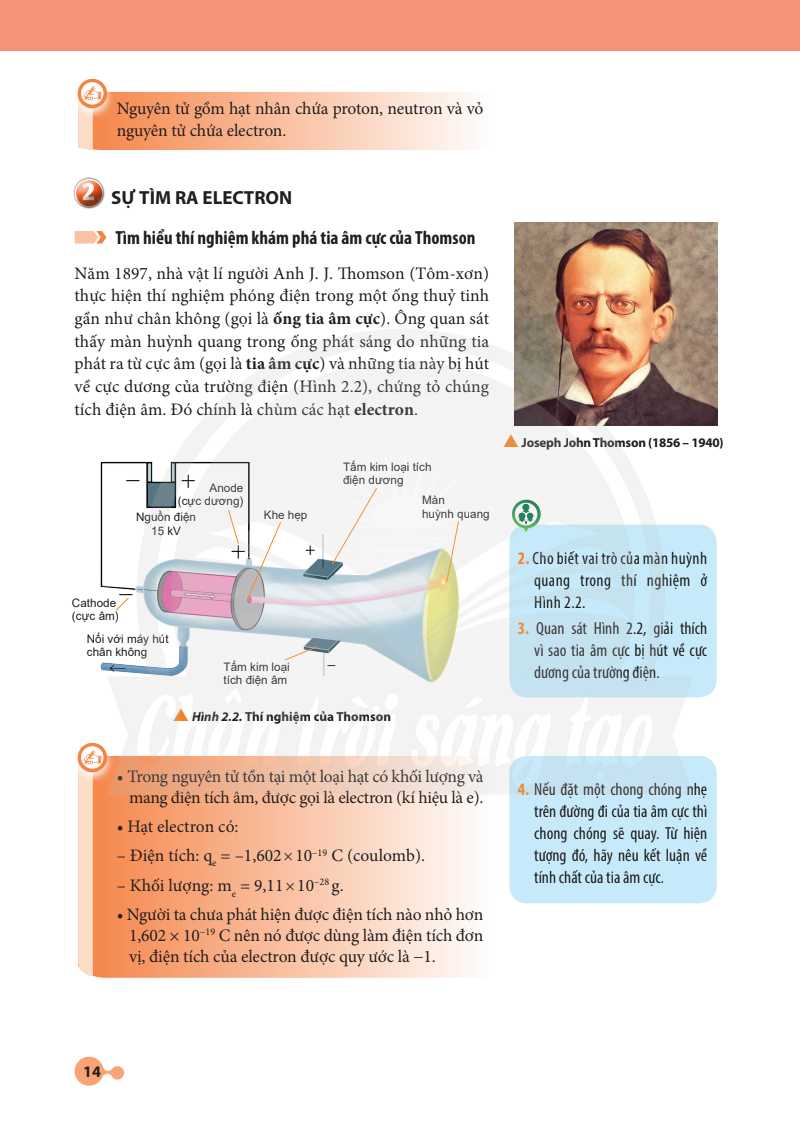 Nguyên tử gồm hạt nhân chứa proton, neutron và vỏ
nguyên tử chứa electron.
2 SỰ TÌM RA ELECTRON
Tìm hiểu thí nghiệm khám phá tia âm cực của Thomson
Năm 1897, nhà vật lí người Anh J. J. Thomson (Tôm-xơn)
thực hiện thí nghiệm phóng điện trong một ống thuỷ tinh
gần như chân không (gọi là ống tia âm cực). Ông quan sát
thấy màn huỳnh quang trong ống phát sáng do những tia
phát ra từ cực âm (gọi là tia âm cực) và những tia này bị hút
về cực dương của trường điện (Hình 2.2), chứng tỏ chúng
tích điện âm. Đó chính là chùm các hạt electron.
Joseph John Thomson (1856 – 1940)
− +
Nguồn điện
15 kV
Anode
(cực dương)
+
Khe hẹp
Tấm kim loại tích
điện dương
+
Màn
huỳnh quang
−
Cathode
(cực âm)
Nối với máy hút
chân không
Tấm kim loại
tích điện âm
−
Hình 2.2. Thí nghiệm của Thomson
2. Cho biết vai trò của màn huỳnh
quang trong thí nghiệm ở
Hình 2.2.
3. Quan sát Hình 2.2, giải thích
vì sao tia âm cực bị hút về cực
dương của trường điện.
Chân trời sáng tạo
• Trong nguyên tử tồn tại một loại hạt có khối lượng và
mang điện tích âm, được gọi là electron (kí hiệu là e).
• Hạt electron có:
– Điện tích: qₑ = –1,602 × 10⁻¹⁹ C (coulomb).
– Khối lượng: mₑ = 9,11 × 10⁻²⁸ g.
• Người ta chưa phát hiện được điện tích nào nhỏ hơn
1,602 × 10⁻¹⁹ C nên nó được dùng làm điện tích đơn
vị, điện tích của electron được quy ước là −1.
4. Nếu đặt một chong chóng nhẹ
trên đường đi của tia âm cực thì
chong chóng sẽ quay. Từ hiện
tượng đó, hãy nêu kết luận về
tính chất của tia âm cực.
14